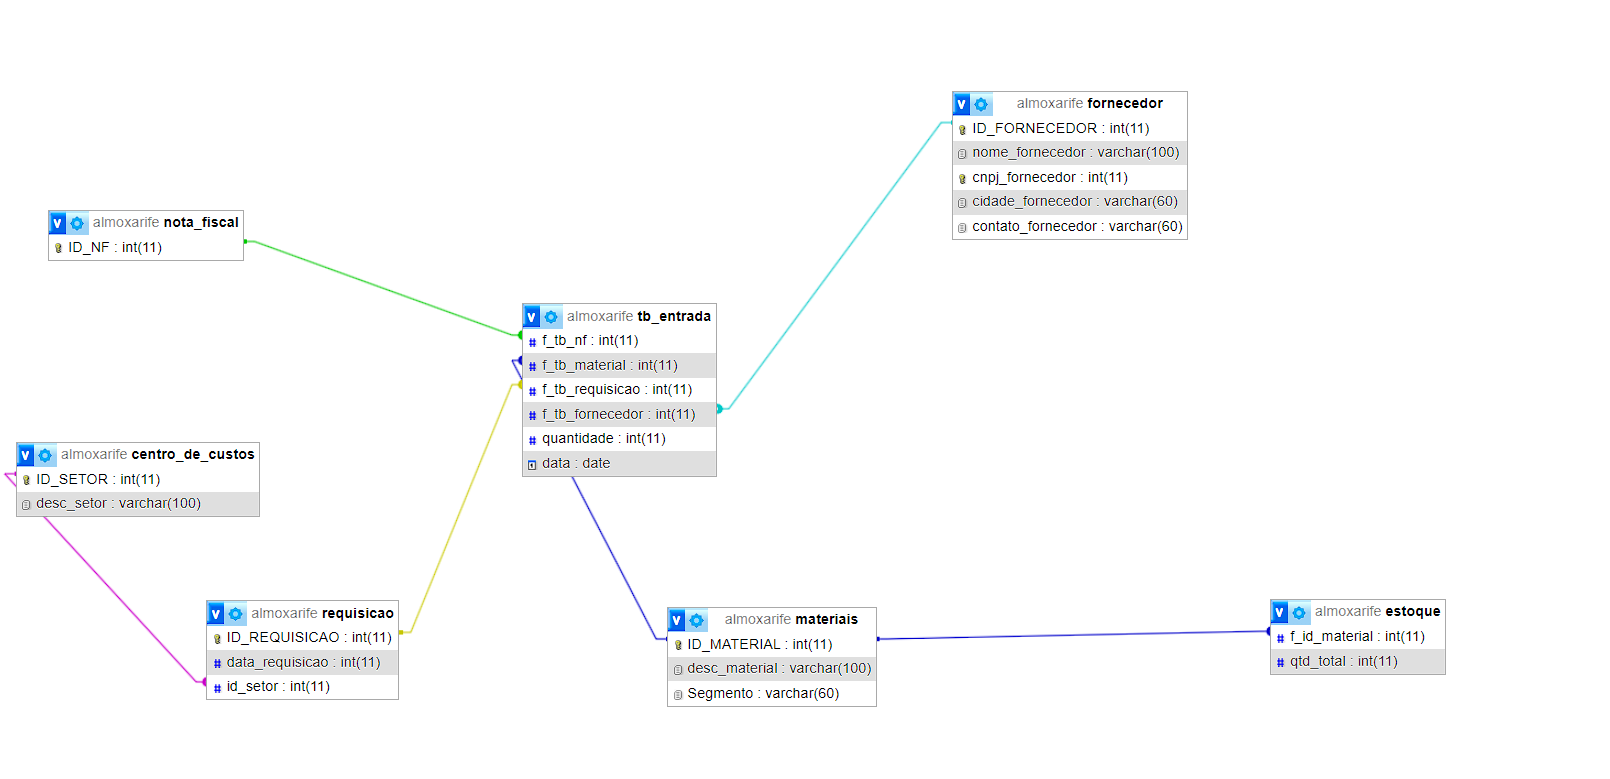 almoxarife fornecedor
ID_FORNECEDOR : int(11)
nome_fornecedor : varchar(100)
cnpj_fornecedor : int(11)
cidade_fornecedor : varchar(60)
contato_fornecedor : varchar(60)
almoxarife nota_fiscal
ID_NF : int(11)
almoxarife tb_entrada
f_tb_nf : int(11)
f_tb_material : int(11)
f_tb_requisicao : int(11)
f_tb_fornecedor : int(11)
quantidade : int(11)
data : date
almoxarife centro_de_custos
ID_SETOR : int(11)
desc_setor : varchar(100)
almoxarife requisicao
ID_REQUISICAO : int(11)
data_requisicao : int(11)
id_setor : int(11)
almoxarife materiais
ID_MATERIAL : int(11)
desc_material : varchar(100)
Segmento : varchar(60)
almoxarife estoque
f_id_material : int(11)
qtd_total : int(11)